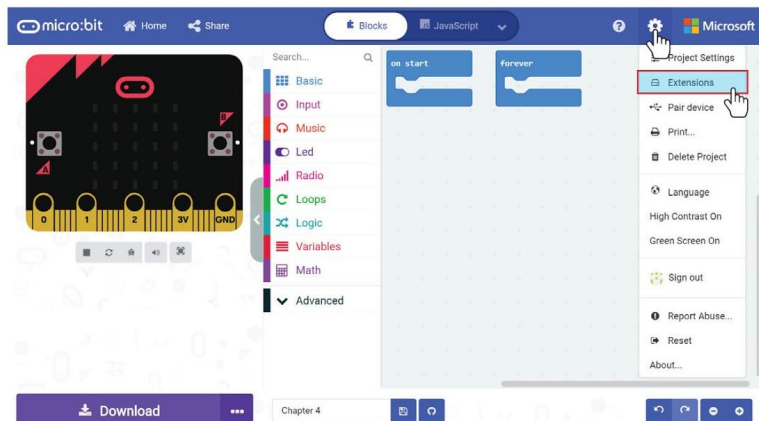 micro:bit Home Share Blocks JavaScript Microsoft
Search...
Basic
Input
Music
Led
Radio
Loops
Logic
Variables
Math
Advanced
on start
forever
Project Settings
Extensions
Pair device
Print...
Delete Project
Language
High Contrast On
Green Screen On
Sign out
Report Abuse...
Reset
About...
B
A
0 1 2 3V GND
Download
Chapter 4